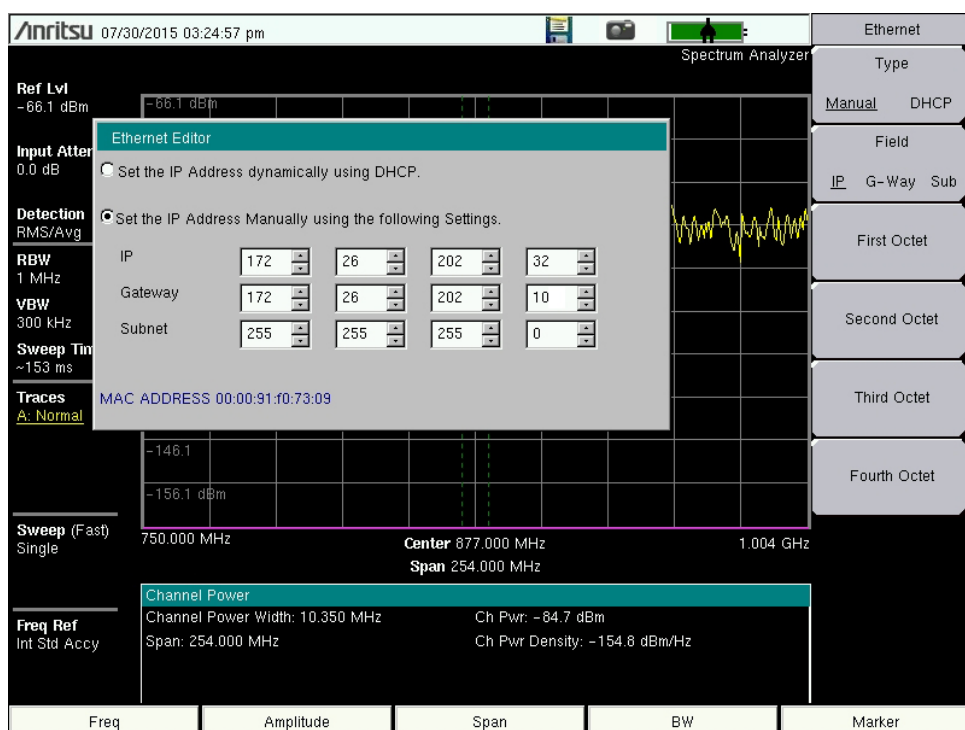 Anritsu 07/30/2015 03:24:57 pm
Spectrum Analyzer
Ref Lvl
-66.1 dBm
Input Atten
0.0 dB
Detection
RMS/Avg
RBW
1 MHz
VBW
300 kHz
Sweep Tim
~153 ms
Traces
A: Normal
Sweep (Fast)
Single
Freq Ref
Int Std Accy
-66.1 dBm
Ethernet Editor
Set the IP Address dynamically using DHCP.
Set the IP Address Manually using the following Settings.
IP 172 26 202 32
Gateway 172 26 202 10
Subnet 255 255 255 0
MAC ADDRESS 00:00:91:f0:73:09
-146.1
-156.1 dBm
750.000 MHz Center 877.000 MHz 1.004 GHz
Span 254.000 MHz
Channel Power
Channel Power Width: 10.350 MHz Ch Pwr: -84.7 dBm
Span: 254.000 MHz Ch Pwr Density: -154.8 dBm/Hz
Ethernet
Type
Manual DHCP
Field
IP G-Way Sub
First Octet
Second Octet
Third Octet
Fourth Octet
Freq Amplitude Span BW Marker